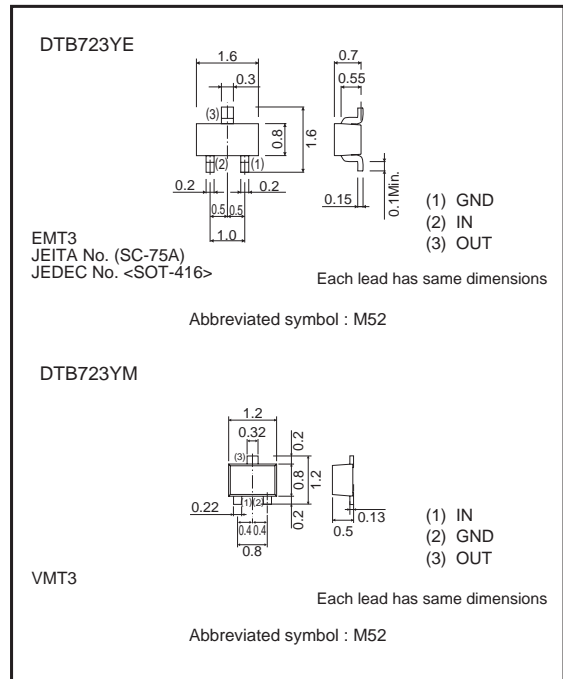 DTB723YE
1.6
0.3
(3)
0.8
1.6
(2)
(1)
0.2
0.2
0.5
0.5
1.0
0.7
0.55
0.15
0.1Min.
(1) GND
(2) IN
(3) OUT
EMT3
JEITA No. (SC-75A)
JEDEC No. <SOT-416>
Each lead has same dimensions
Abbreviated symbol : M52
DTB723YM
1.2
0.32
(3)
0.2
0.8
1.2
0.2
0.22
(1)
(2)
0.4
0.4
0.8
0.13
0.5
(1) IN
(2) GND
(3) OUT
VMT3
Each lead has same dimensions
Abbreviated symbol : M52